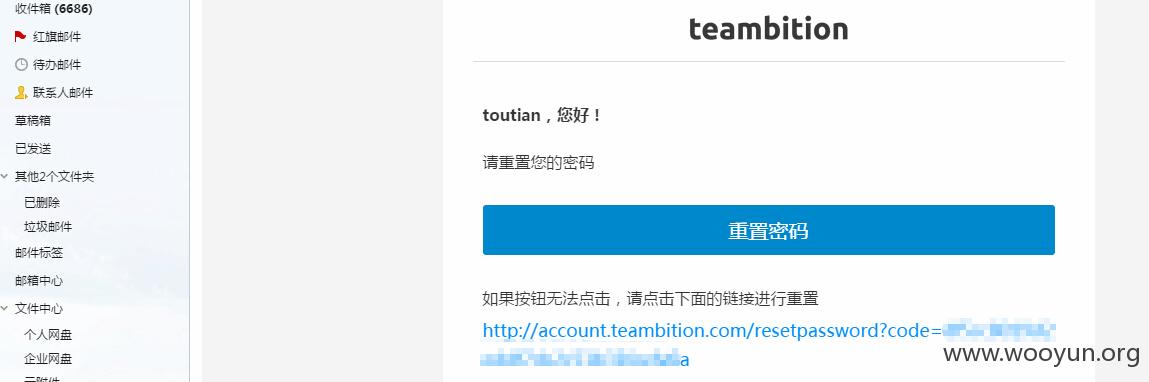 收件箱 (6686)
红旗邮件
待办邮件
联系人邮件
草稿箱
已发送
其他2个文件夹
已删除
垃圾邮件
邮件标签
邮箱中心
文件中心
个人网盘
企业网盘
teambition
toutian，您好！
请重置您的密码
重置密码
如果按钮无法点击，请点击下面的链接进行重置
http://account.teambition.com/resetpassword?code=
a
www.wooyun.org